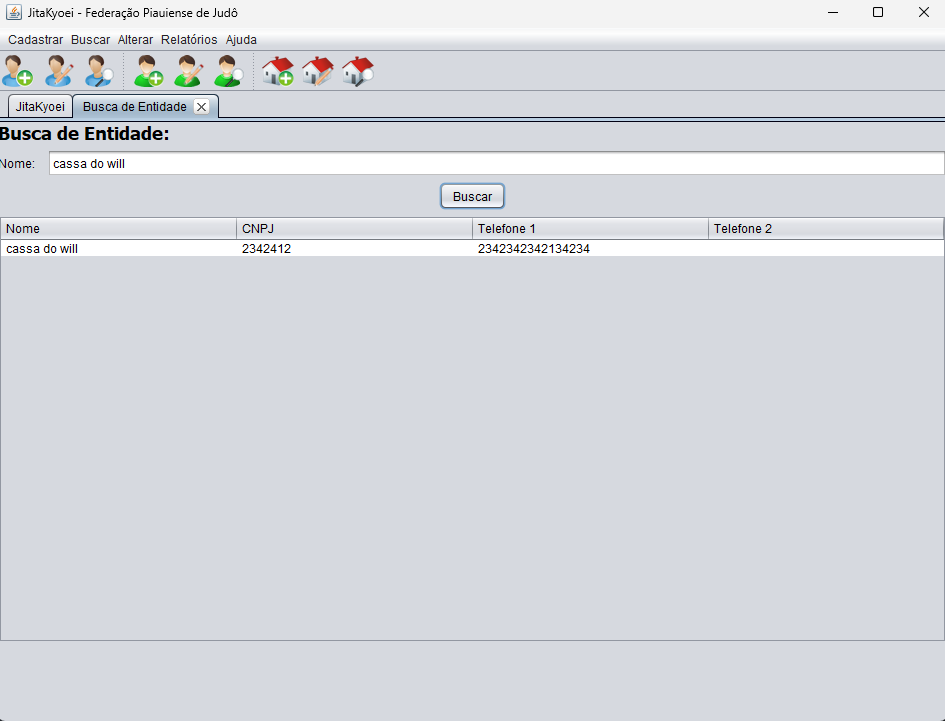 JitaKyoei - Federação Piauiense de Judô
Cadastrar Buscar Alterar Relatórios Ajuda
JitaKyoei Busca de Entidade
Busca de Entidade:
Nome: cassa do will
Buscar
Nome CNPJ Telefone 1 Telefone 2
cassa do will 2342412 2342342342134234